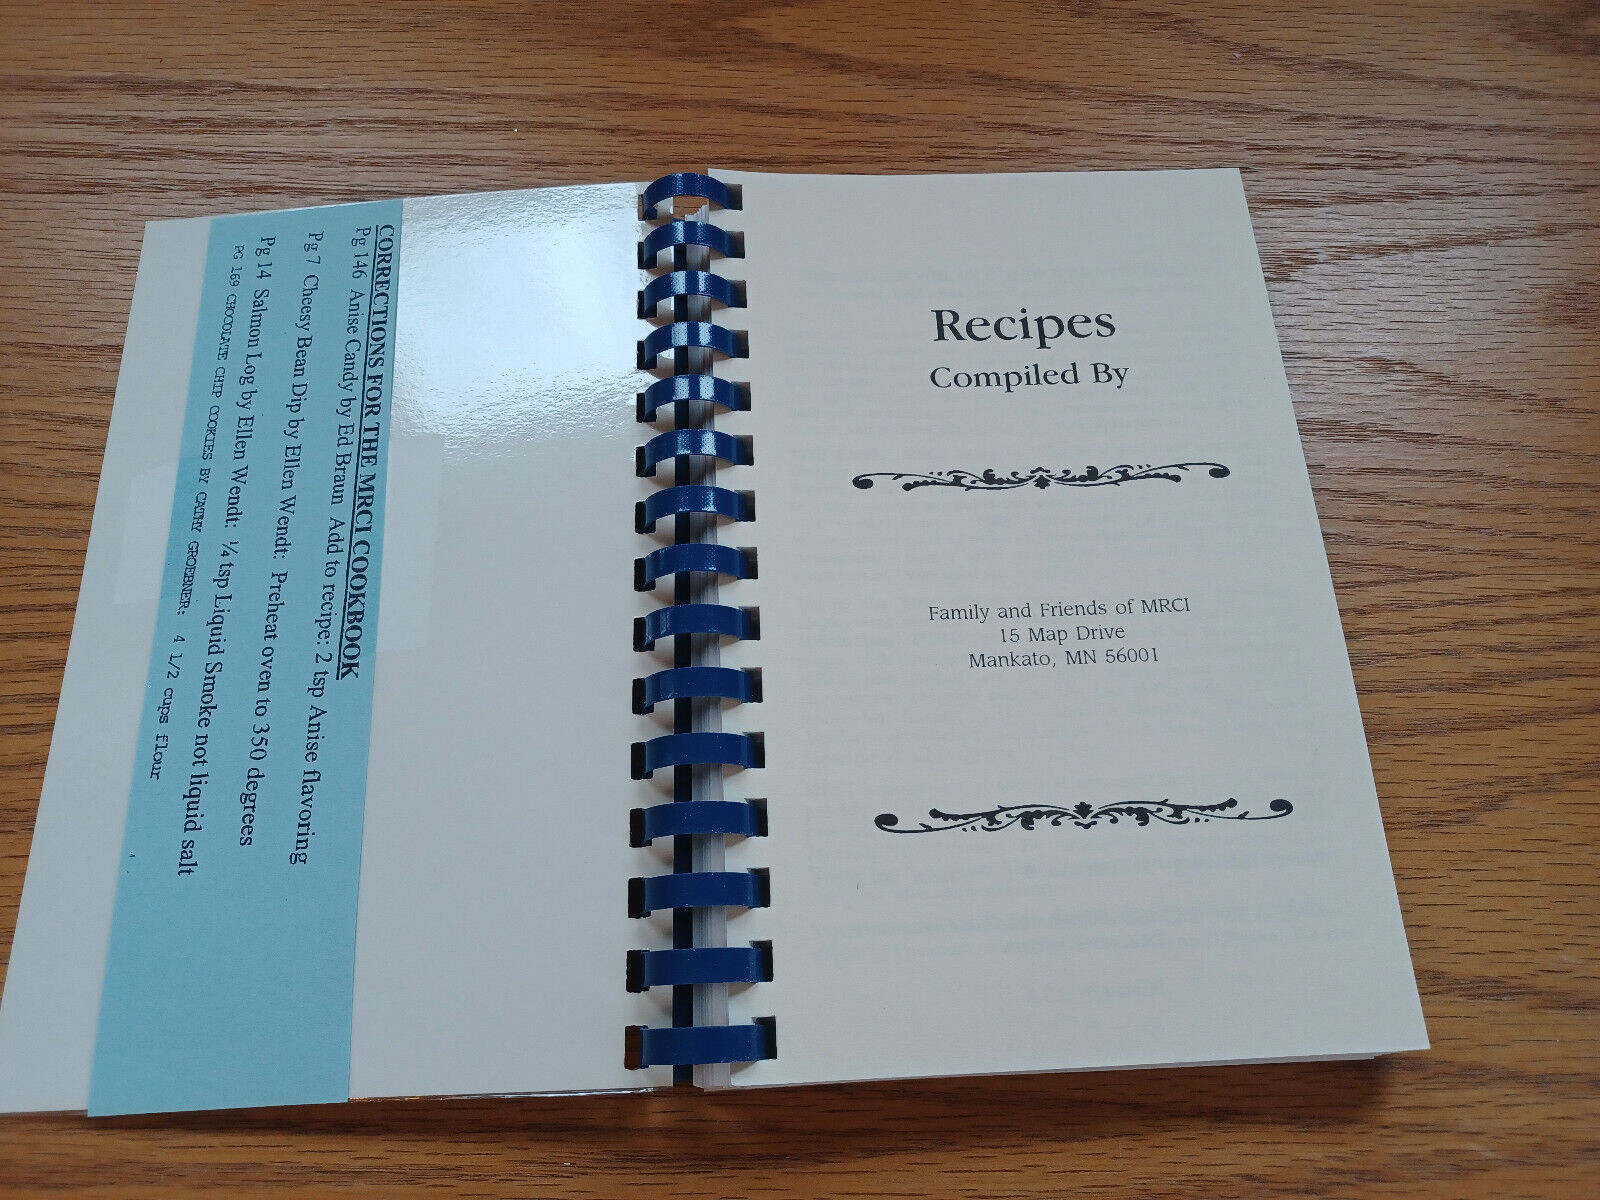 CORRECTIONS FOR THE MRCI COOKBOOK
Pg 146 Anise Candy by Ed Braun Add to recipe: 2 tsp Anise flavoring
Pg 7 Cheesy Bean Dip by Ellen Wendt: Preheat oven to 350 degrees
Pg 14 Salmon Log by Ellen Wendt: ¼ tsp Liquid Smoke not liquid salt
PG 169 CHOCOLATE CHIP COOKIES BY CATHY GROEBNER: 4 1/2 cups flour
Recipes
Compiled By
Family and Friends of MRCI
15 Map Drive
Mankato, MN 56001